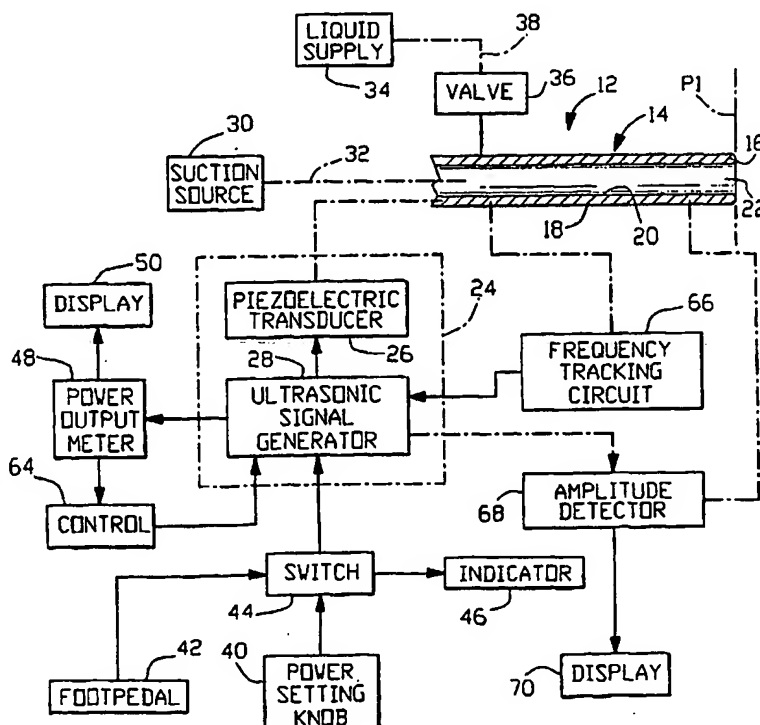 LIQUID
SUPPLY
34
38
VALVE
36
12
14
P1
16
30
SUCTION
SOURCE
32
22
18
20
50
DISPLAY
PIEZOELECTRIC
TRANSDUCER
24
26
66
FREQUENCY
TRACKING
CIRCUIT
28
48
POWER
OUTPUT
METER
ULTRASONIC
SIGNAL
GENERATOR
64
CONTROL
68
AMPLITUDE
DETECTOR
SWITCH
44
INDICATOR
46
42
FOOTPEDAL
40
POWER
SETTING
KNOB
70
DISPLAY